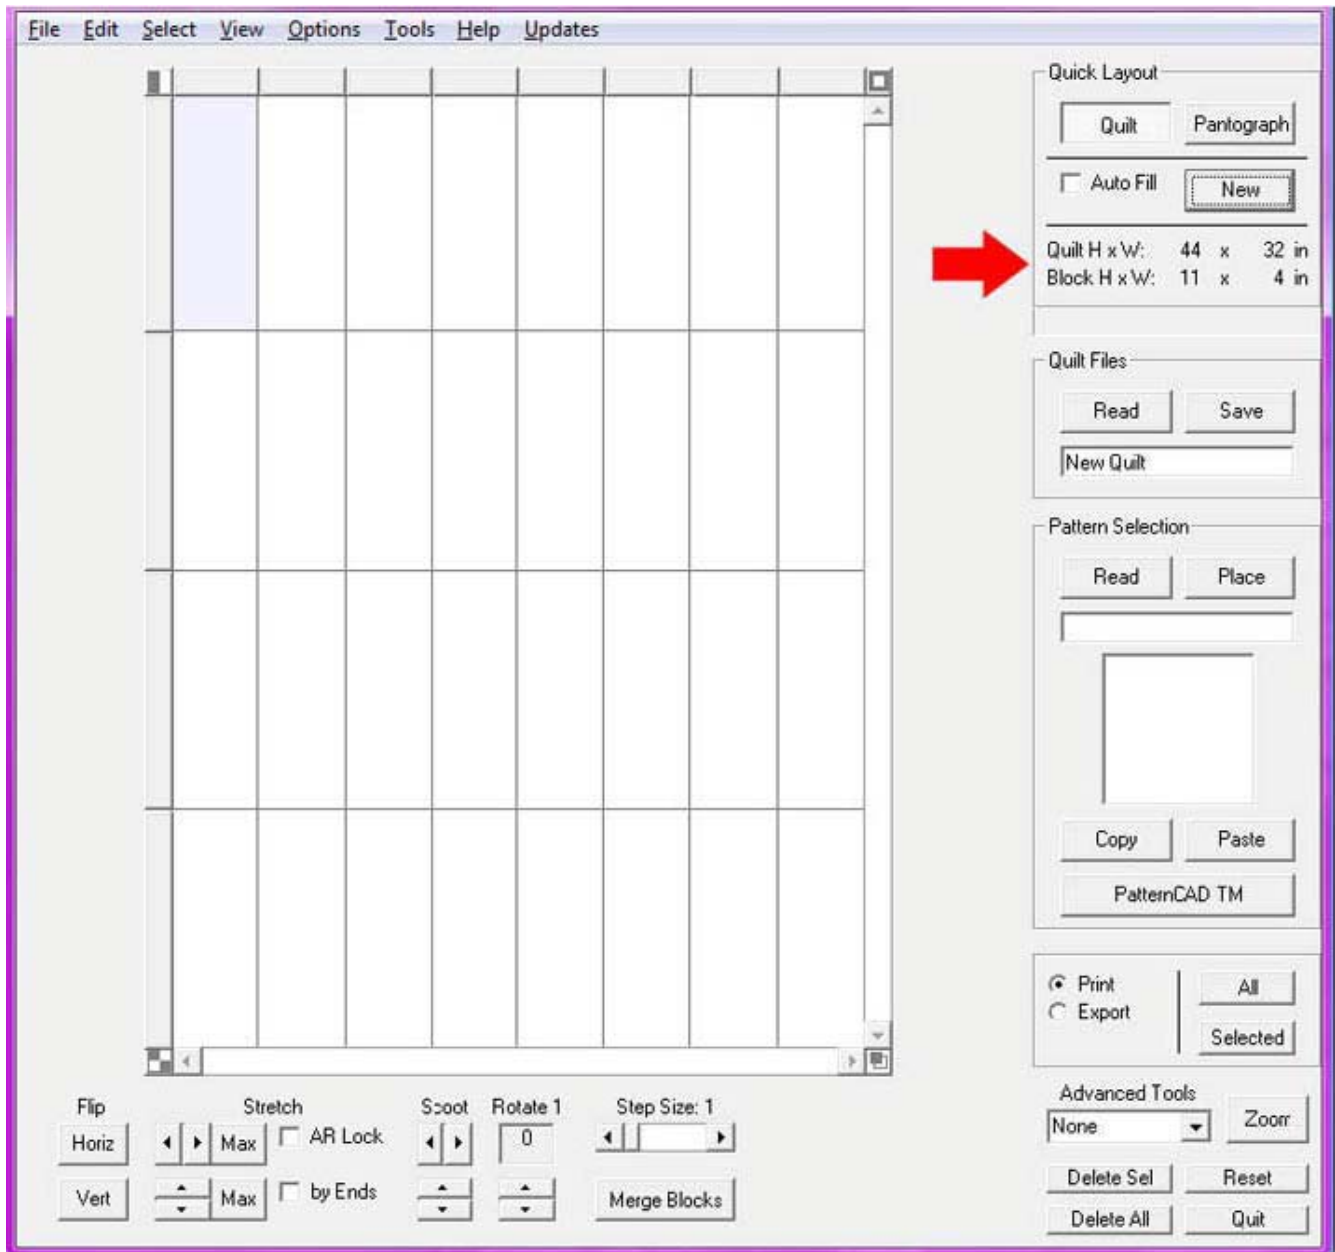 File Edit Select View Options Tools Help Updates
Quick Layout
Quilt Pantograph
Auto Fill New
Quilt H x W: 44 x 32 in
Block H x W: 11 x 4 in
Quilt Files
Read Save
New Quilt
Pattern Selection
Read Place
Copy Paste
PatternCAD TM
Print All
Export
Selected
Flip Stretch Scoot Rotate 1 Step Size: 1
Horiz Max AR Lock 0
Vert Max by Ends Merge Blocks
Advanced Tools
None Zoom
Delete Sel Reset
Delete All Quit